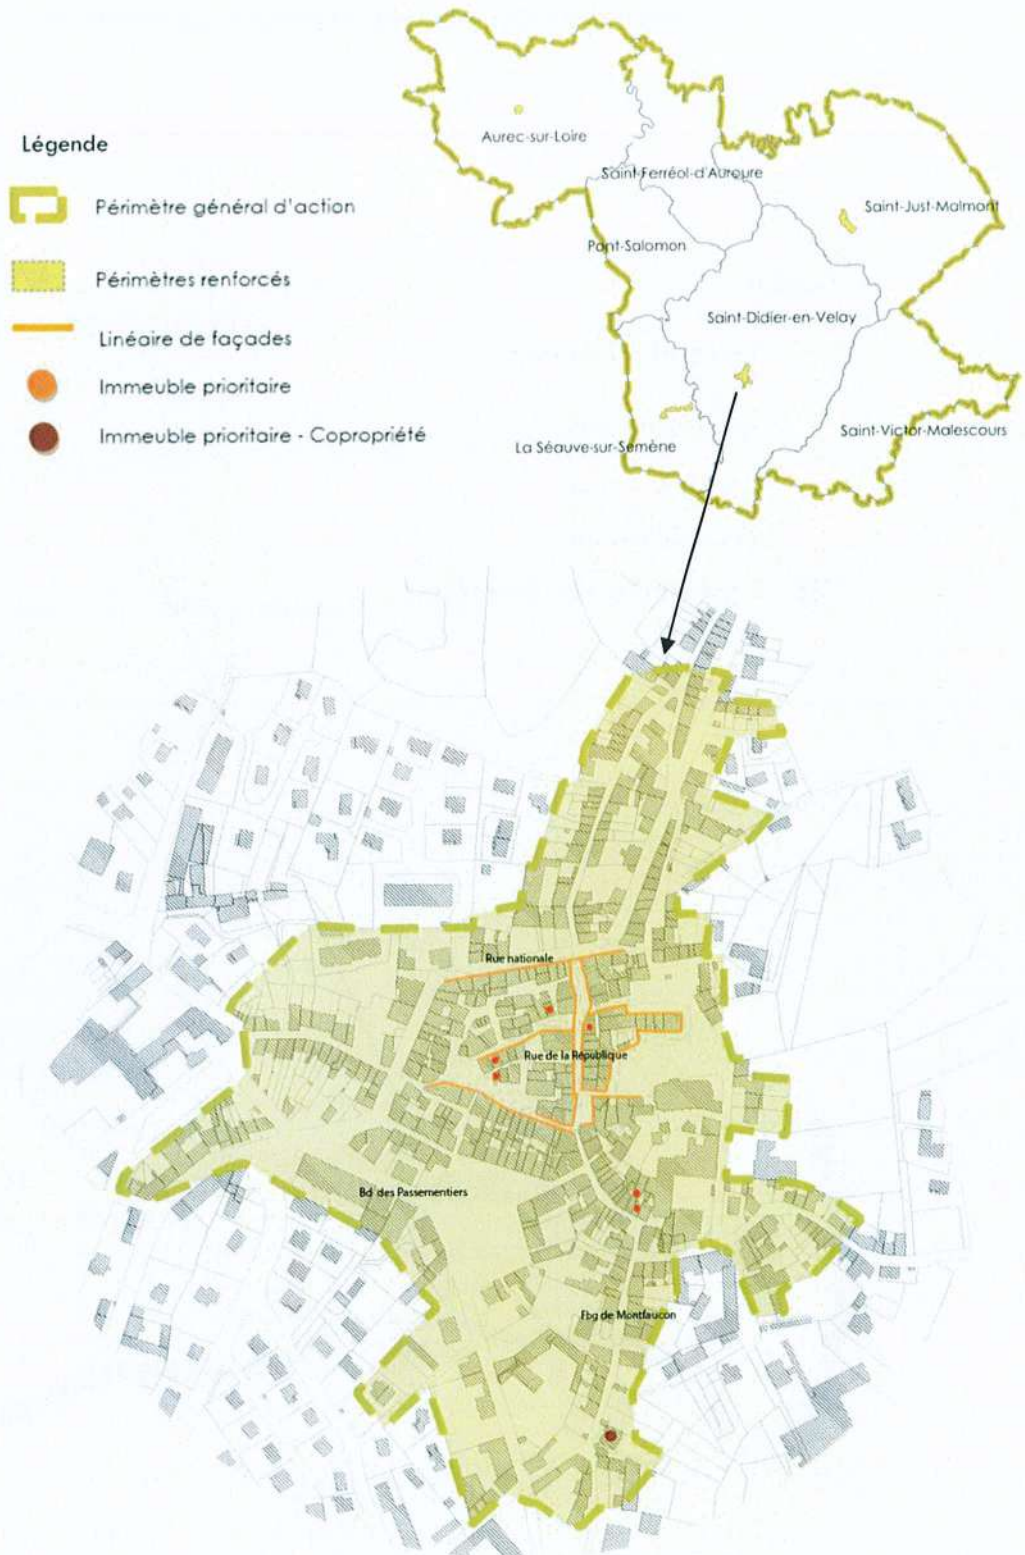 Légende
Périmètre général d'action
Périmètres renforcés
Linéaire de façades
Immeuble prioritaire
Immeuble prioritaire - Copropriété
Aurec-sur-Loire
Saint-Ferréol-d'Auroure
Saint-Just-Malmont
Pont-Salomon
Saint-Didier-en-Velay
La Séauve-sur-Semène
Saint-Victor-Malescours
Rue nationale
Rue de la République
Bd des Passementiers
Fbg de Montfaucon